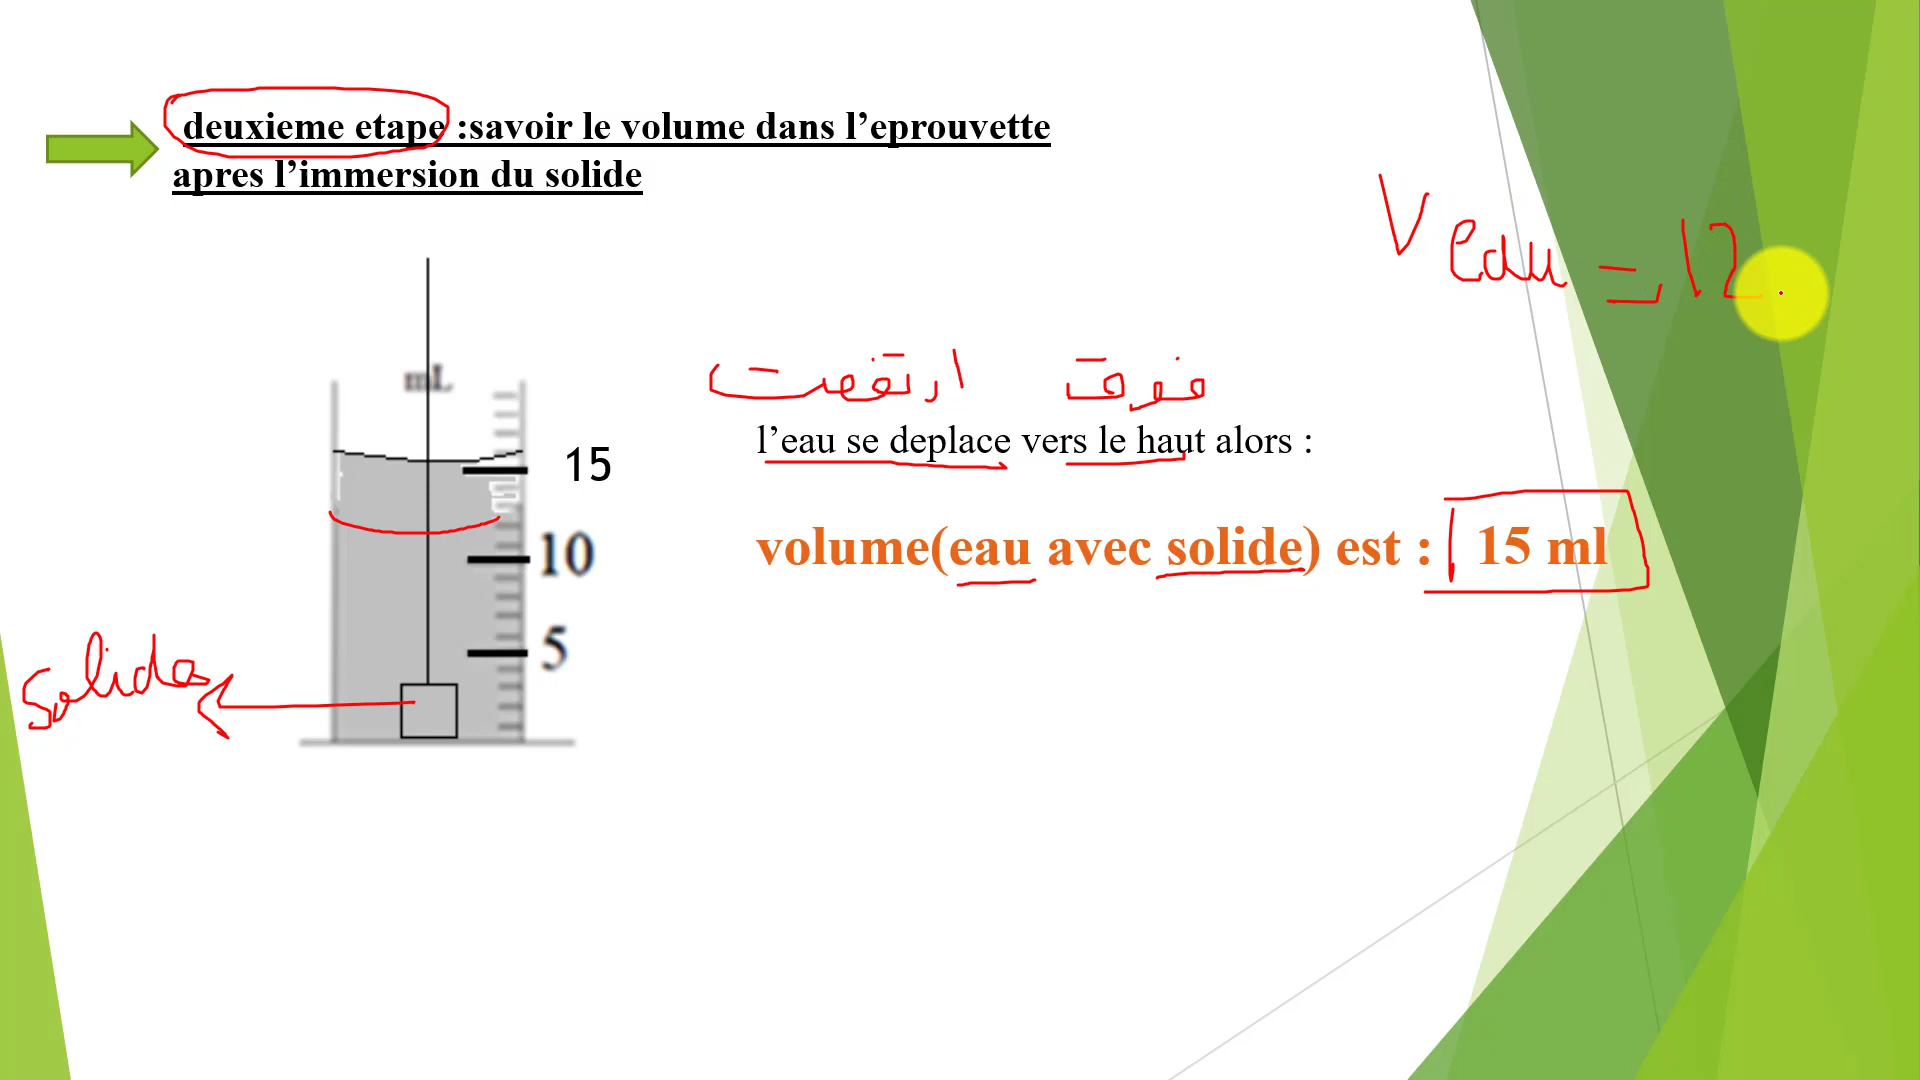 deuxieme etape :savoir le volume dans l’eprouvette
apres l’immersion du solide
V eau = 12
mL
ارتفعت فوق
l’eau se deplace vers le haut alors :
15
volume(eau avec solide) est : 15 ml
10
5
Solide